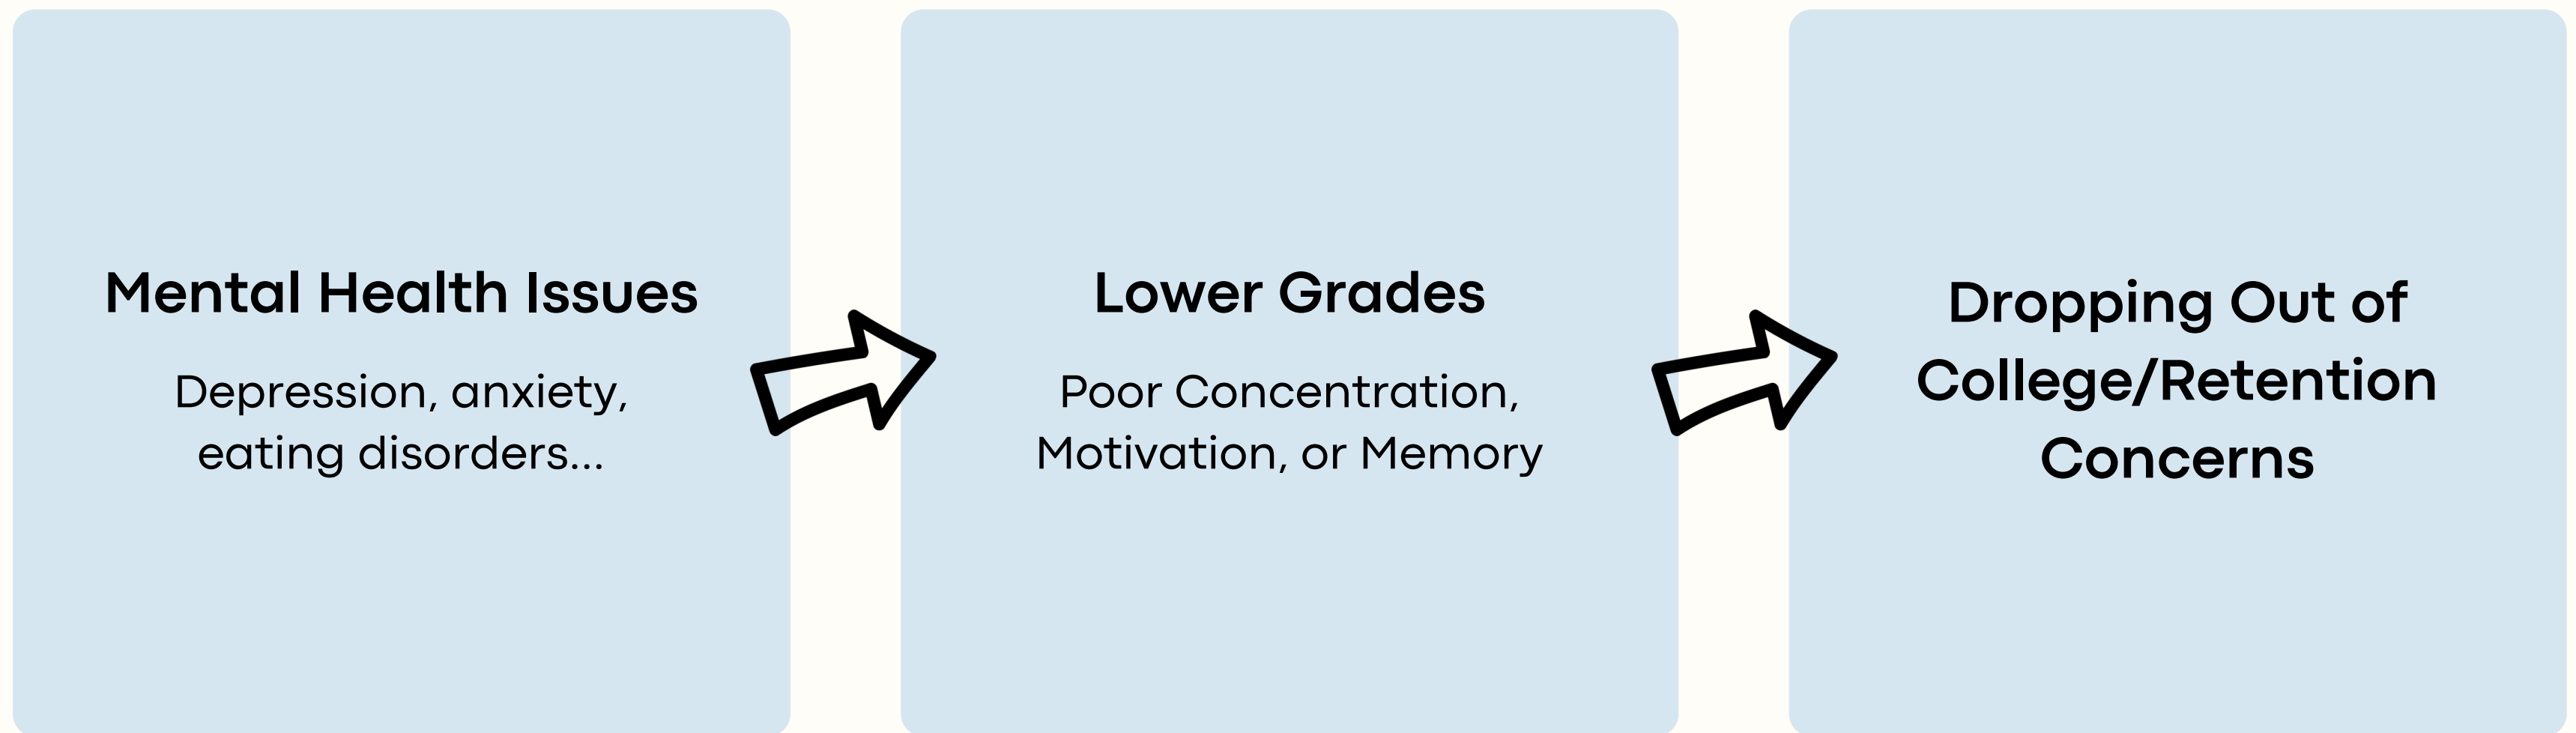 Mental Health Issues
Depression, anxiety,
eating disorders...
Lower Grades
Poor Concentration,
Motivation, or Memory
Dropping Out of
College/Retention
Concerns